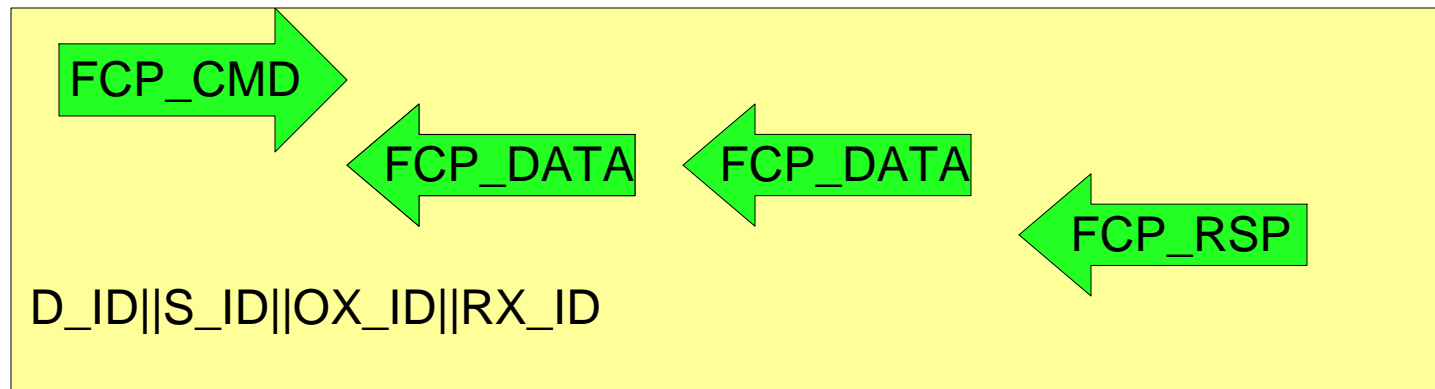 FCP_CMD
FCP_DATA
FCP_DATA
FCP_RSP
D_ID||S_ID||OX_ID||RX_ID